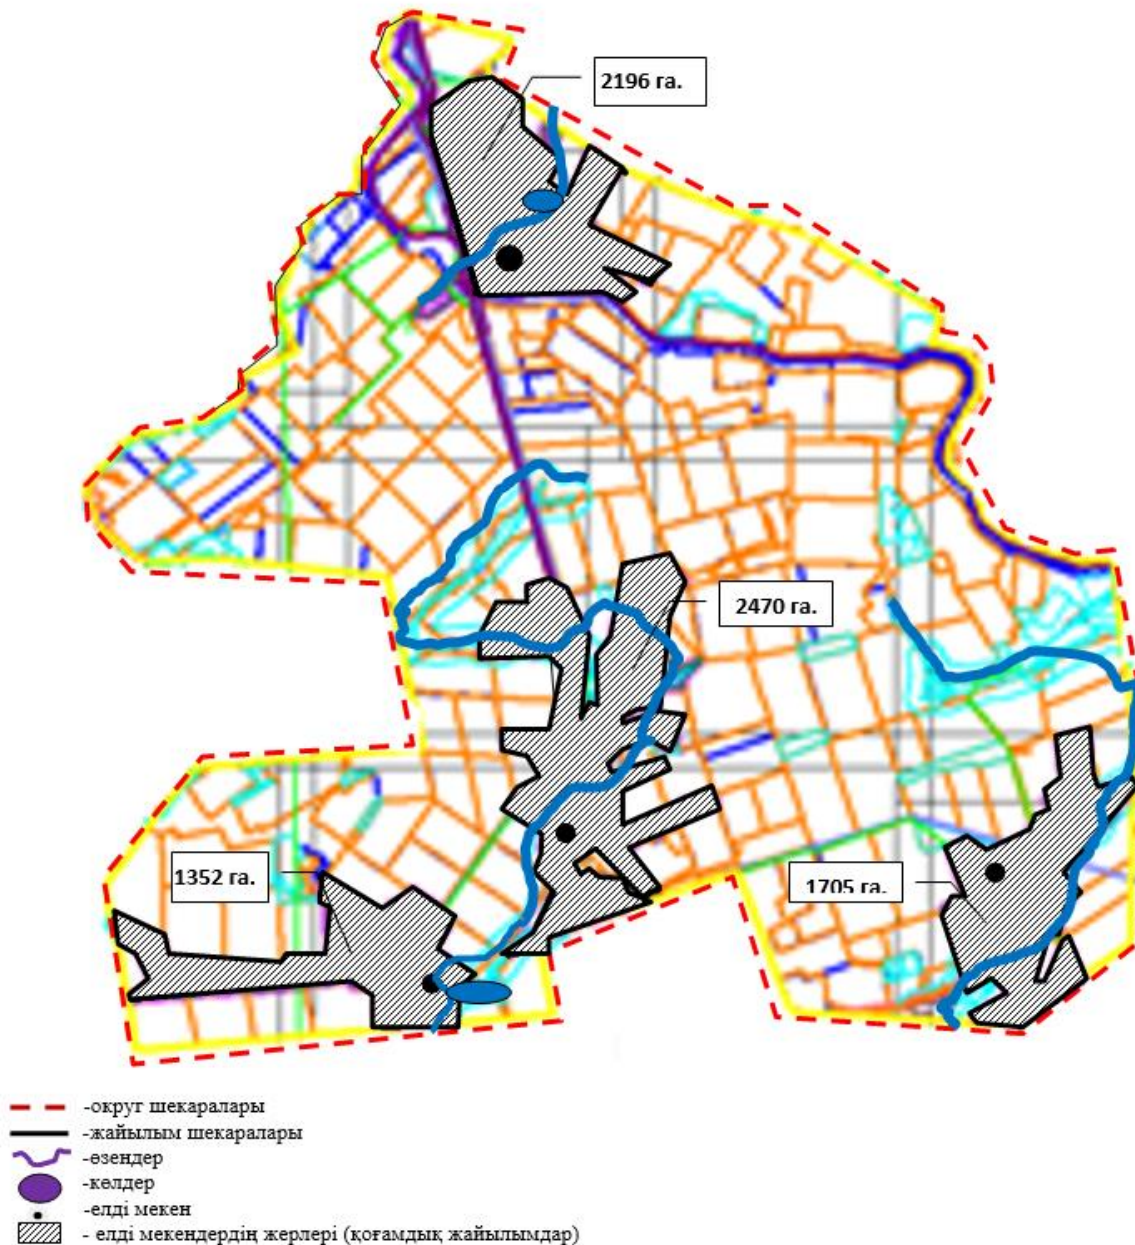 2196 га.
2470 га.
1352 га.
1705 га.
-округ шекаралары
-жайылым шекаралары
-өзендер
-көлдер
-елді мекен
- елді мекендердің жерлері (қоғамдық жайылымдар)